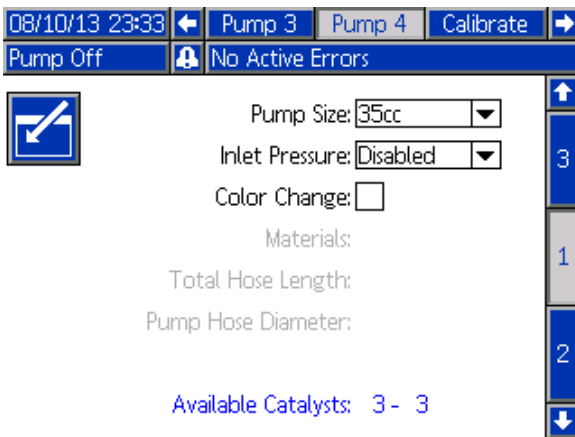 08/10/13 23:33 Pump 3 Pump 4 Calibrate
Pump Off No Active Errors
Pump Size: 35cc
Inlet Pressure: Disabled
3
Color Change:
Materials:
1
Total Hose Length:
Pump Hose Diameter:
2
Available Catalysts: 3 - 3